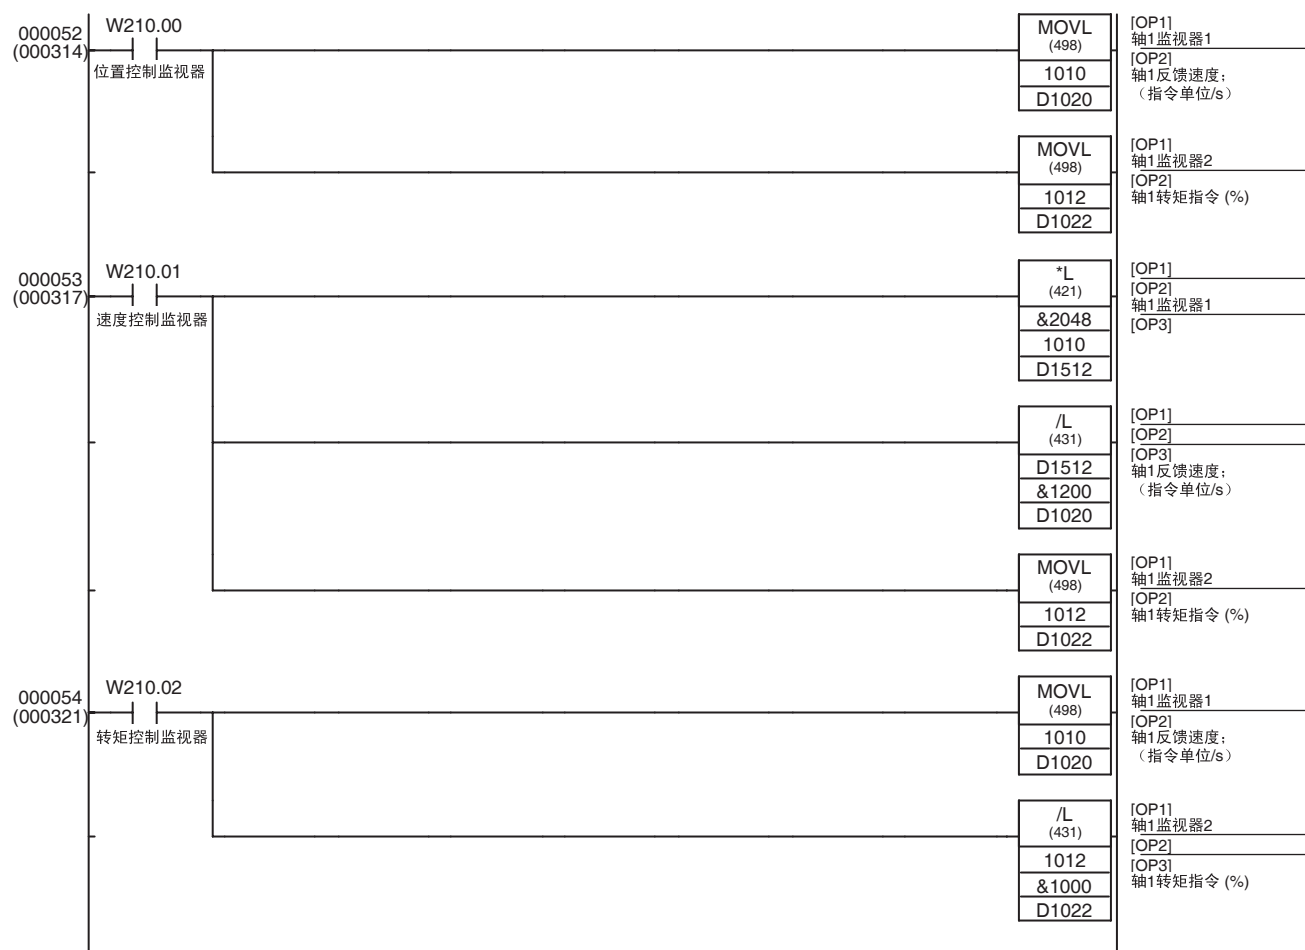 000052
(000314)
W210.00
位置控制监视器
MOVL
(498)
1010
D1020
[OP1]
轴1监视器1
[OP2]
轴1反馈速度；
（指令单位/s）
MOVL
(498)
1012
D1022
[OP1]
轴1监视器2
[OP2]
轴1转矩指令 (%)
000053
(000317)
W210.01
速度控制监视器
*L
(421)
&2048
1010
D1512
[OP1]
[OP2]
轴1监视器1
[OP3]
/L
(431)
D1512
&1200
D1020
[OP1]
[OP2]
[OP3]
轴1反馈速度；
（指令单位/s）
MOVL
(498)
1012
D1022
[OP1]
轴1监视器2
[OP2]
轴1转矩指令 (%)
000054
(000321)
W210.02
转矩控制监视器
MOVL
(498)
1010
D1020
[OP1]
轴1监视器1
[OP2]
轴1反馈速度；
（指令单位/s）
/L
(431)
1012
&1000
D1022
[OP1]
轴1监视器2
[OP2]
[OP3]
轴1转矩指令 (%)